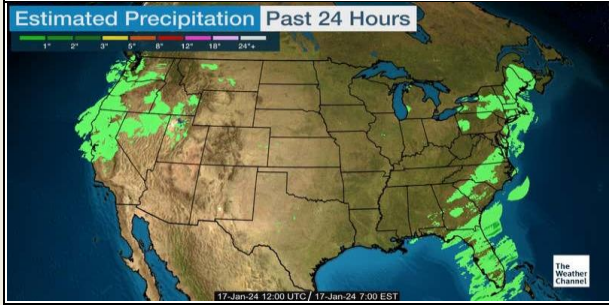 Estimated Precipitation Past 24 Hours
1" 2" 3" 5" 8" 12" 18" 24"+
The
Weather
Channel
17-Jan-24 12:00 UTC / 17-Jan-24 7:00 EST